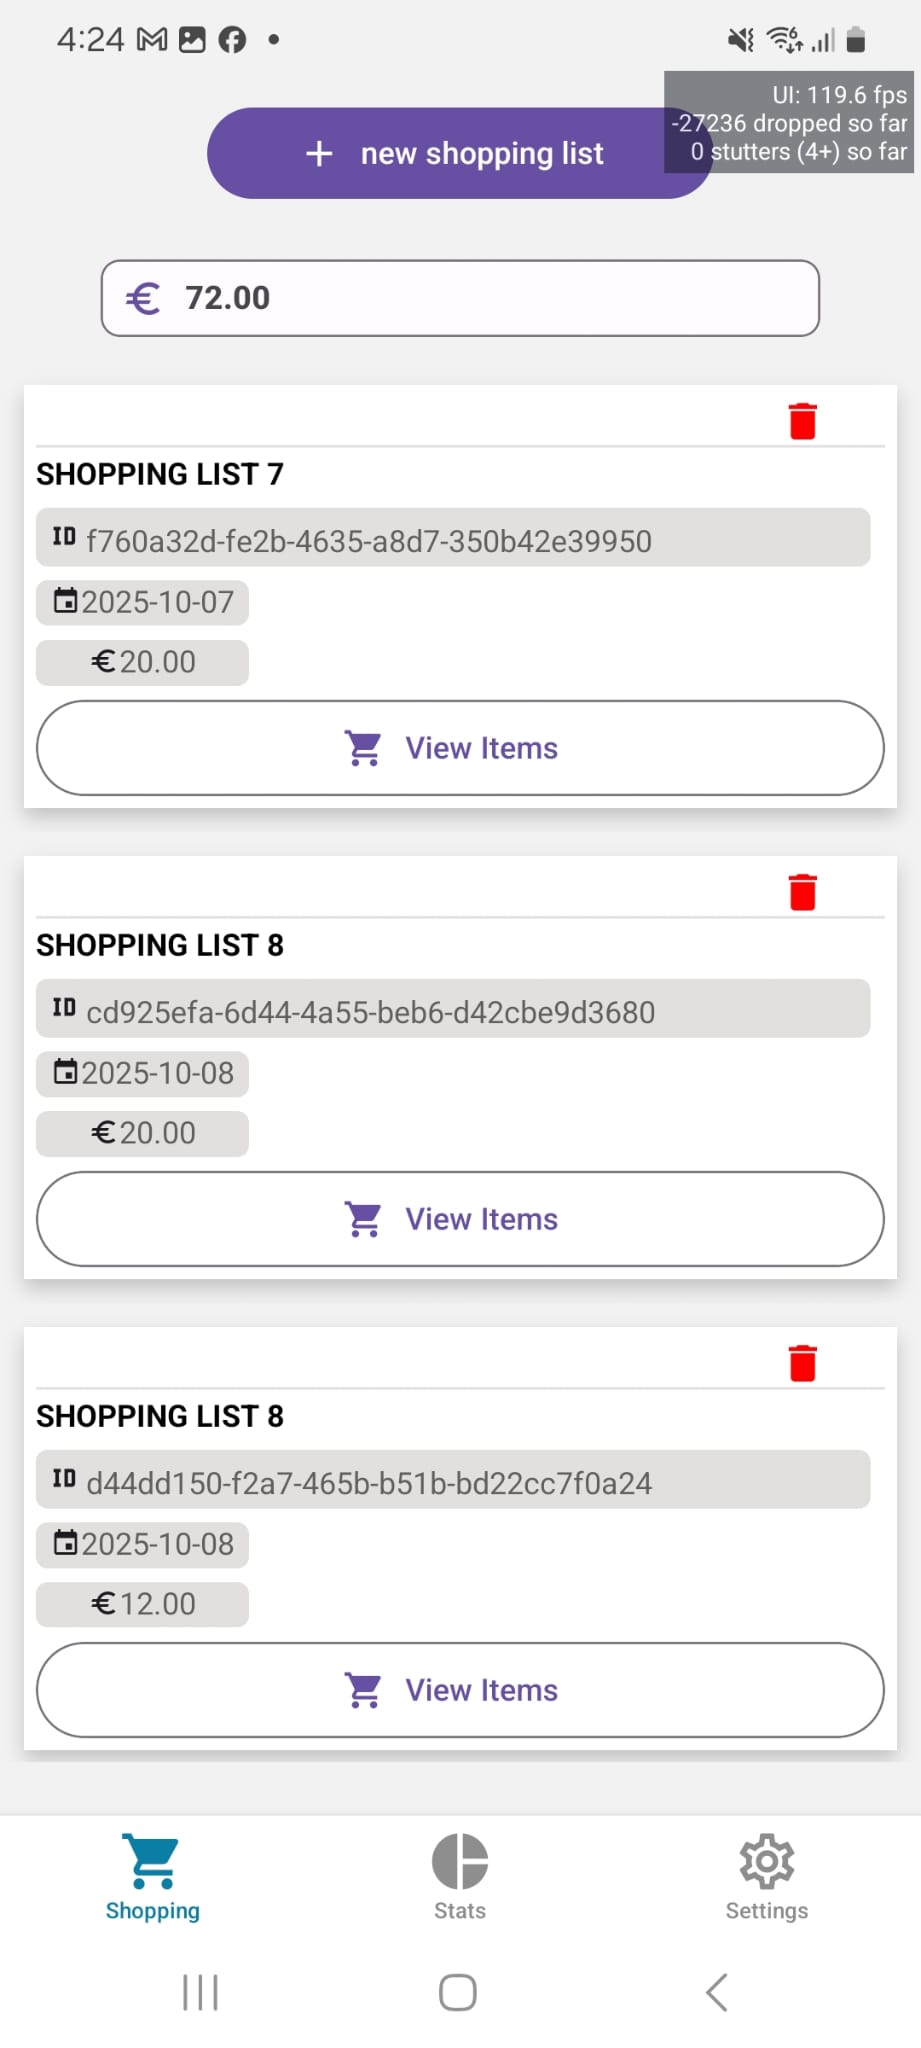 4:24
UI: 119.6 fps
-27236 dropped so far
0 stutters (4+) so far
+ new shopping list
€ 72.00
SHOPPING LIST 7
ID f760a32d-fe2b-4635-a8d7-350b42e39950
2025-10-07
€20.00
View Items
SHOPPING LIST 8
ID cd925efa-6d44-4a55-beb6-d42cbe9d3680
2025-10-08
€20.00
View Items
SHOPPING LIST 8
ID d44dd150-f2a7-465b-b51b-bd22cc7f0a24
2025-10-08
€12.00
View Items
Shopping
Stats
Settings